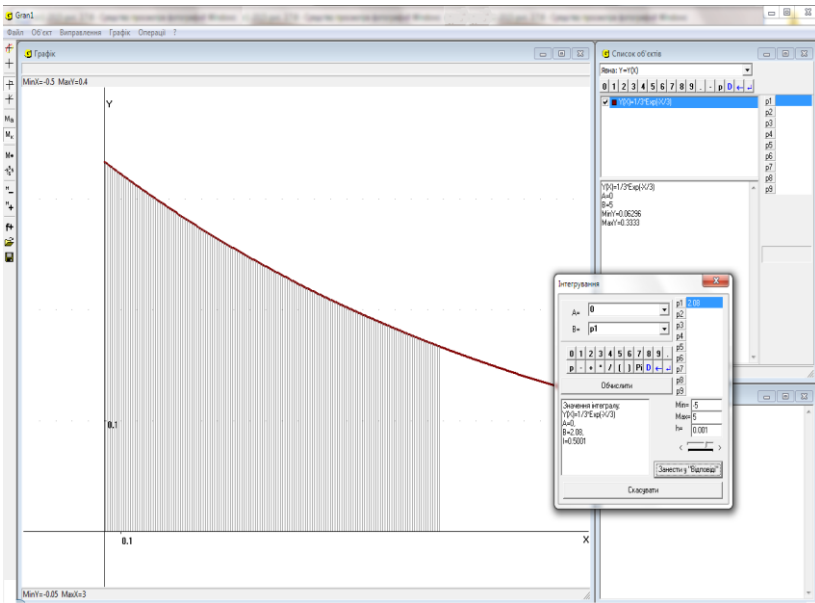 Gran1
Файл Об'єкт Виправлення Графік Операції ?
Графік
MinX=-0.5 MaxY=0.4
Y
0.1
0.1
X
MinY=-0.05 MaxX=3
Список об'єктів
Явна: Y=Y(X)
0 1 2 3 4 5 6 7 8 9 . - p D ← ↵
Y(X)=1/3*Exp(-X/3)
p1
p2
p3
p4
p5
p6
p7
p8
p9
Y(X)=1/3*Exp(-X/3)
A=0
B=5
MinY=0.06296
MaxY=0.3333
Інтегрування
A= 0
B= p1
0 1 2 3 4 5 6 7 8 9 .
p - + * / ( ) Pi D ← ↵
Обчислити
p1 2.08
p2
p3
p4
p5
p6
p7
p8
p9
Значення інтегралу,
Y(X)=1/3*Exp(-X/3)
A=0,
B=2.08,
I=0.5001
Min= -5
Max= 5
h= 0.001
< >
Занести у "Відповіді"
Скасувати